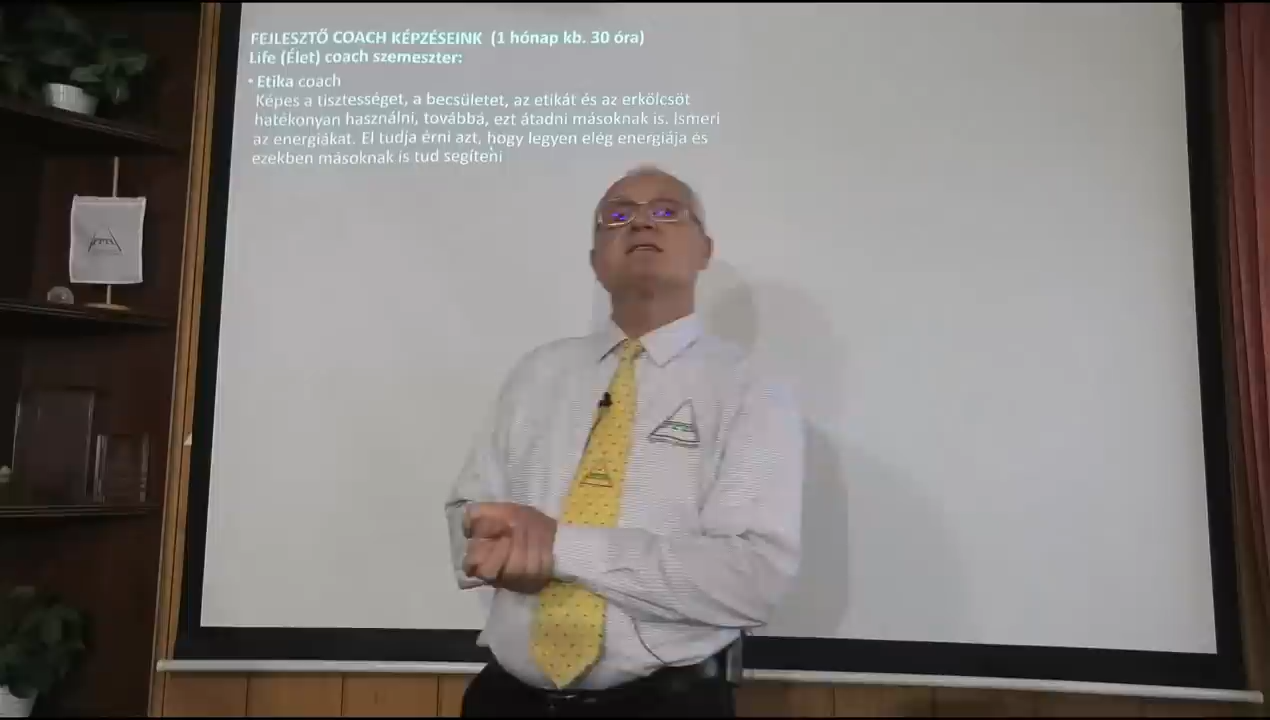 FEJLESZTŐ COACH KÉPZÉSEINK (1 hónap kb. 30 óra)
Life (Élet) coach szemeszter:
• Etika coach
Képes a tisztességet, a becsületet, az etikát és az erkölcsöt
hatékonyan használni, továbbá, ezt átadni másoknak is. Ismeri
az energiákat. El tudja érni azt, hogy legyen elég energiája és
ezekben másoknak is tud segíteni